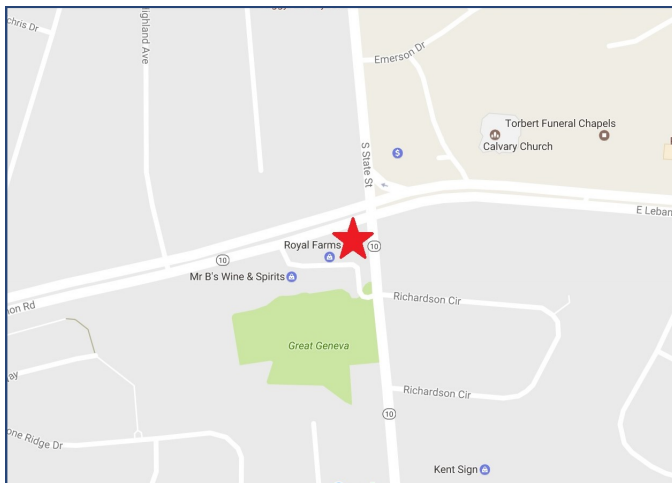 chris Dr
Highland Ave
Emerson Dr
Torbert Funeral Chapels
Calvary Church
S
S State St
E Leban
Royal Farms
10
10
Mr B's Wine & Spirits
Richardson Cir
on Rd
Great Geneva
ay
Richardson Cir
10
one Ridge Dr
Kent Sign